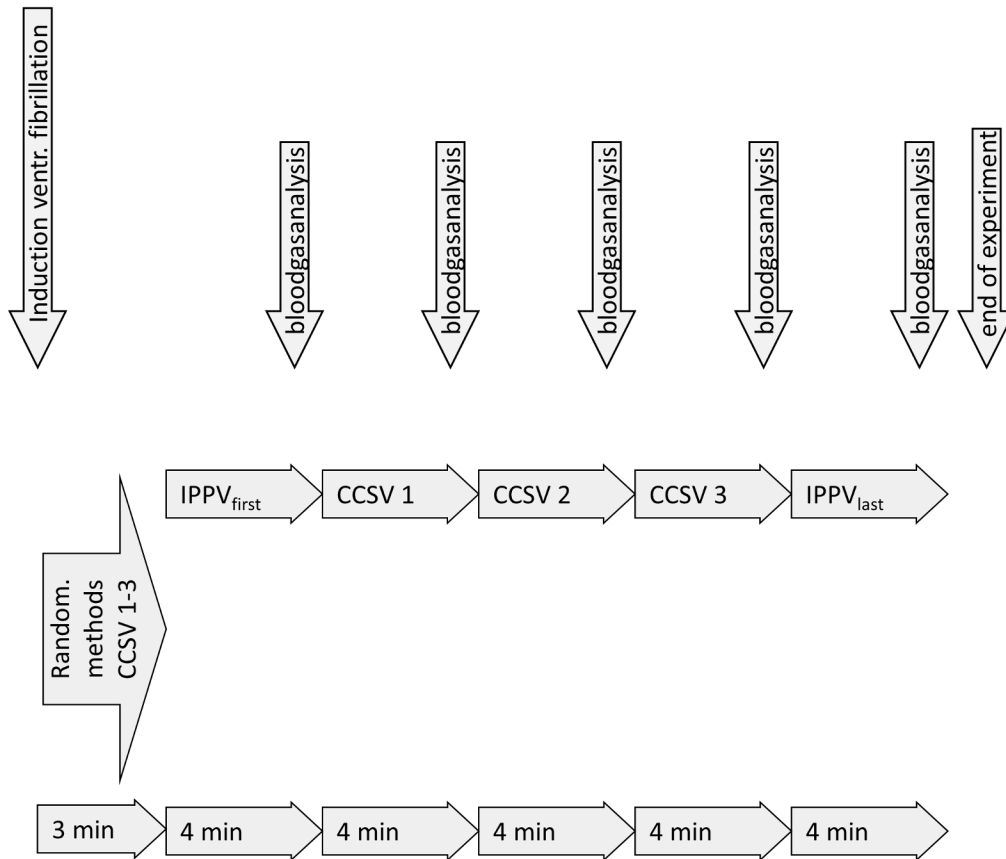 Induction ventr. fibrillation
bloodgasanalysis
bloodgasanalysis
bloodgasanalysis
bloodgasanalysis
bloodgasanalysis
end of experiment
IPPVfirst
CCSV 1
CCSV 2
CCSV 3
IPPVlast
Random.
methods
CCSV 1-3
3 min
4 min
4 min
4 min
4 min
4 min